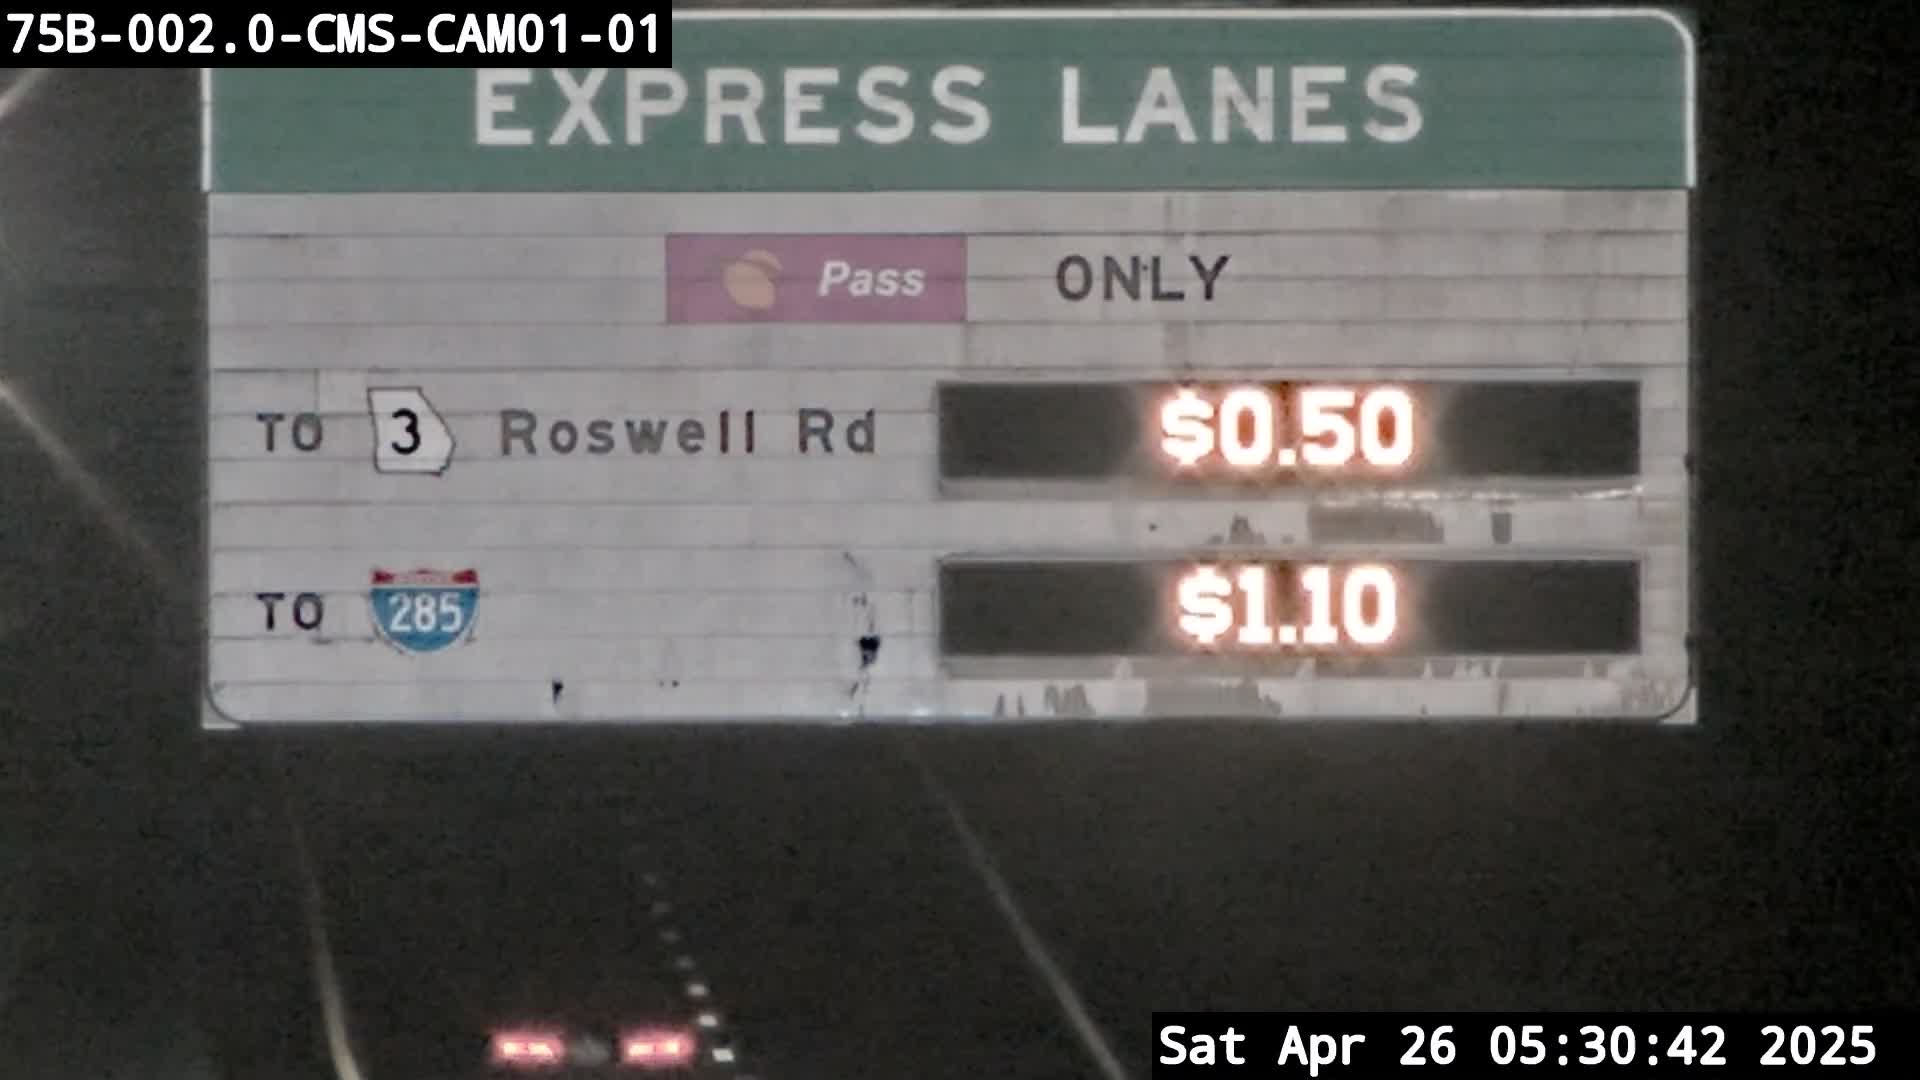 75B-002.0-CMS-CAM01-01
EXPRESS LANES
Pass ONLY
TO 3 Roswell Rd $0.50
TO 285 $1.10
Sat Apr 26 05:30:42 2025